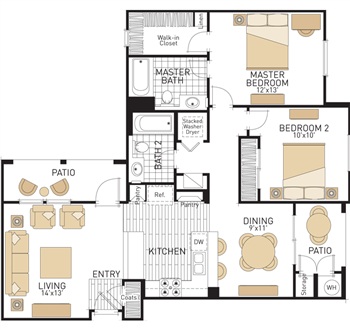 Walk-in
Closet
Linen
MASTER
BATH
MASTER
BEDROOM
12'x13'
BATH 2
Stacked
Washer
Dryer
BEDROOM 2
10'x10'
PATIO
Pantry
Ref.
Pantry
KITCHEN
DW
DINING
9'x11'
PATIO
LIVING
14'x13'
ENTRY
Coats
Storage
WH